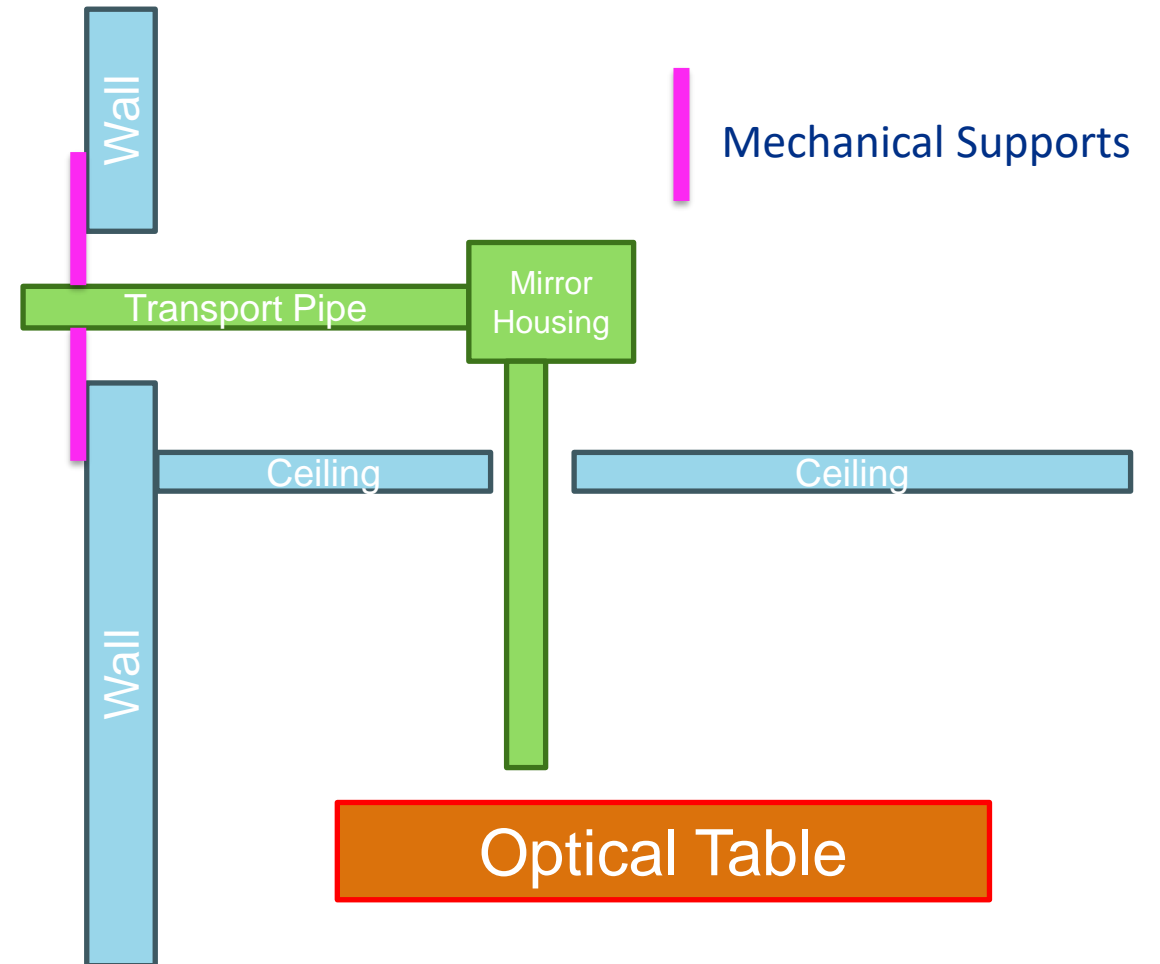 Wall
Mechanical Supports
Mirror
Housing
Transport Pipe
Ceiling
Ceiling
Wall
Optical Table